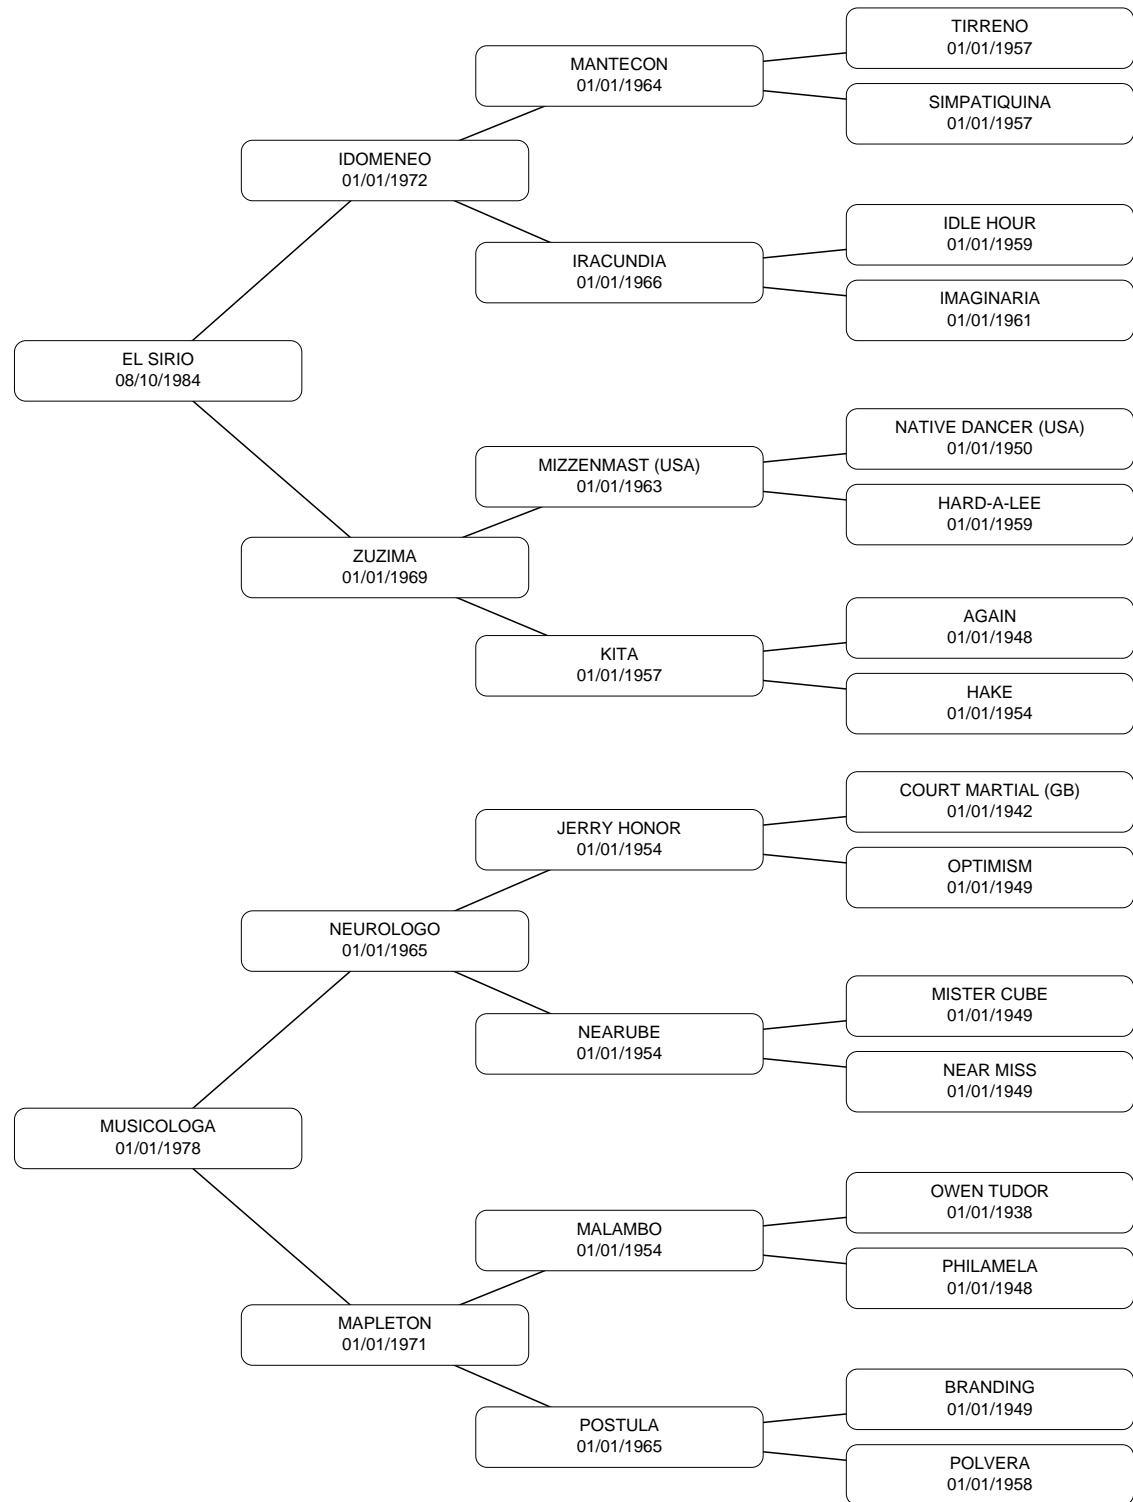 TIRRENO
01/01/1957
MANTECON
01/01/1964
SIMPATIQUINA
01/01/1957
IDOMENEO
01/01/1972
IDLE HOUR
01/01/1959
IRACUNDIA
01/01/1966
IMAGINARIA
01/01/1961
EL SIRIO
08/10/1984
NATIVE DANCER (USA)
01/01/1950
MIZZENMAST (USA)
01/01/1963
HARD-A-LEE
01/01/1959
ZUZIMA
01/01/1969
AGAIN
01/01/1948
KITA
01/01/1957
HAKE
01/01/1954
COURT MARTIAL (GB)
01/01/1942
JERRY HONOR
01/01/1954
OPTIMISM
01/01/1949
NEUROLOGO
01/01/1965
MISTER CUBE
01/01/1949
NEARUBE
01/01/1954
NEAR MISS
01/01/1949
MUSICOLOGA
01/01/1978
OWEN TUDOR
01/01/1938
MALAMBO
01/01/1954
PHILAMELA
01/01/1948
MAPLETON
01/01/1971
BRANDING
01/01/1949
POSTULA
01/01/1965
POLVERA
01/01/1958